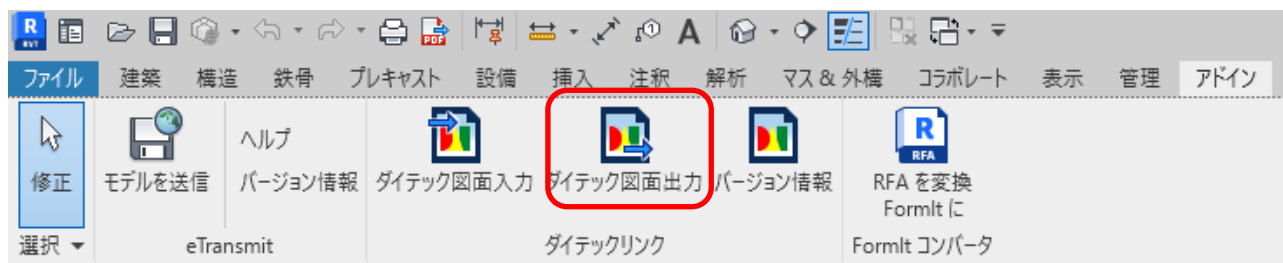 R
RVT
A
ファイル 建築 構造 鉄骨 プレキャスト 設備 挿入 注釈 解析 マス & 外構 コラボレート 表示 管理 アドイン
修正
モデルを送信
ヘルプ
バージョン情報
ダイテック図面入力
ダイテック図面出力
バージョン情報
R
RFA
RFA を変換
FormIt に
選択
eTransmit
ダイテックリンク
FormIt コンバータ